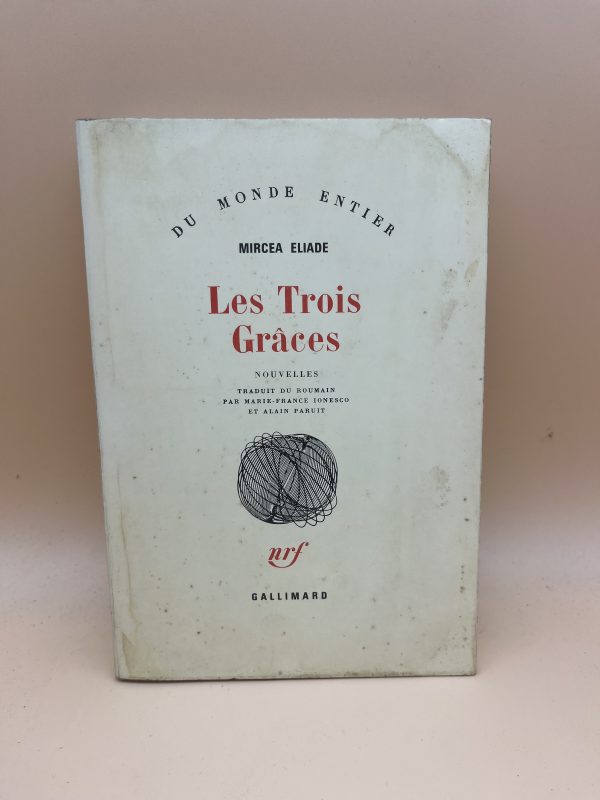 DU MONDE ENTIER
MIRCEA ELIADE
Les Trois
Grâces
NOUVELLES
TRADUIT DU ROUMAIN
PAR MARIE-FRANCE IONESCO
ET ALAIN PARUIT
nrf
GALLIMARD